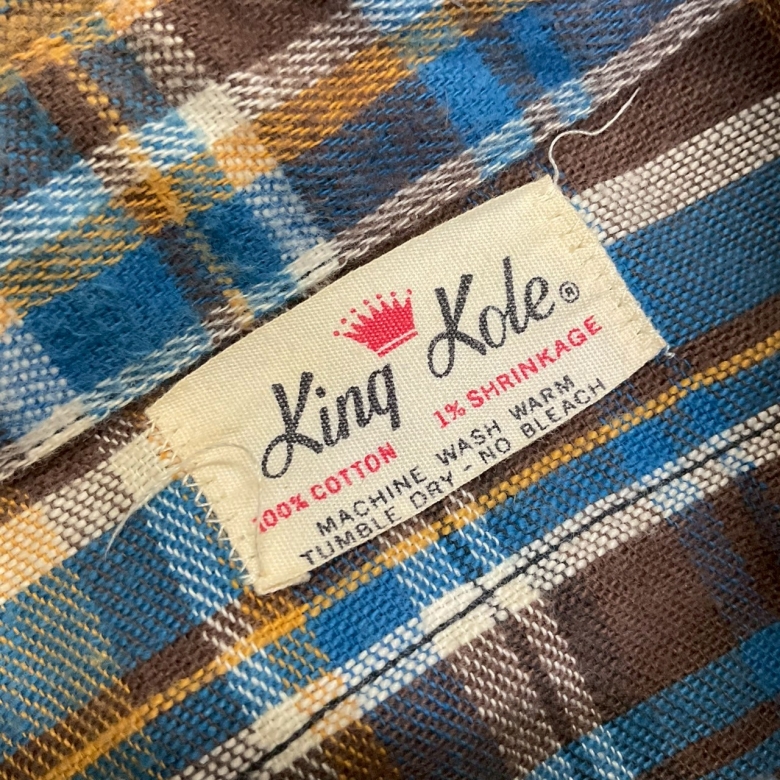 King Kole®
100% COTTON 1% SHRINKAGE
MACHINE WASH WARM
TUMBLE DRY - NO BLEACH